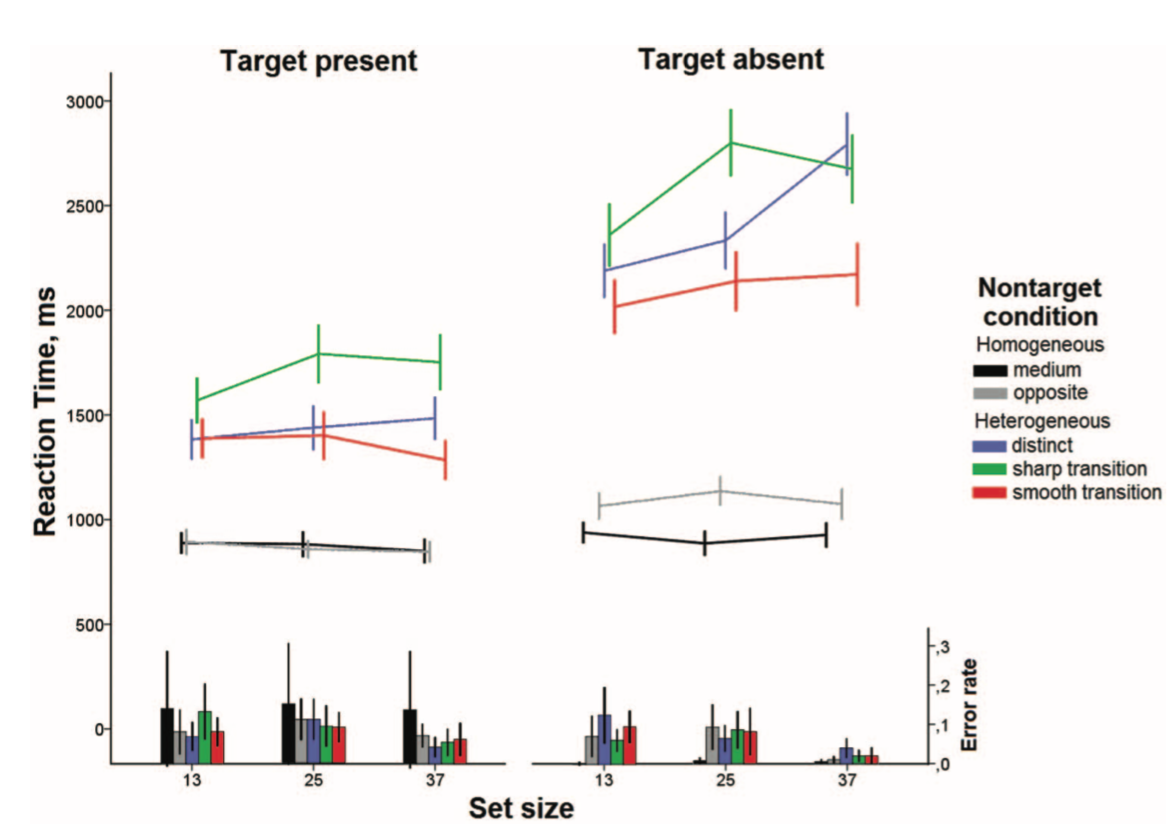 Target present
Target absent
3000
2500
2000
1500
1000
500
0
Reaction Time, ms
Nontarget
condition
Homogeneous
medium
opposite
Heterogeneous
distinct
sharp transition
smooth transition
,3
,2
,1
,0
Error rate
13
25
37
13
25
37
Set size